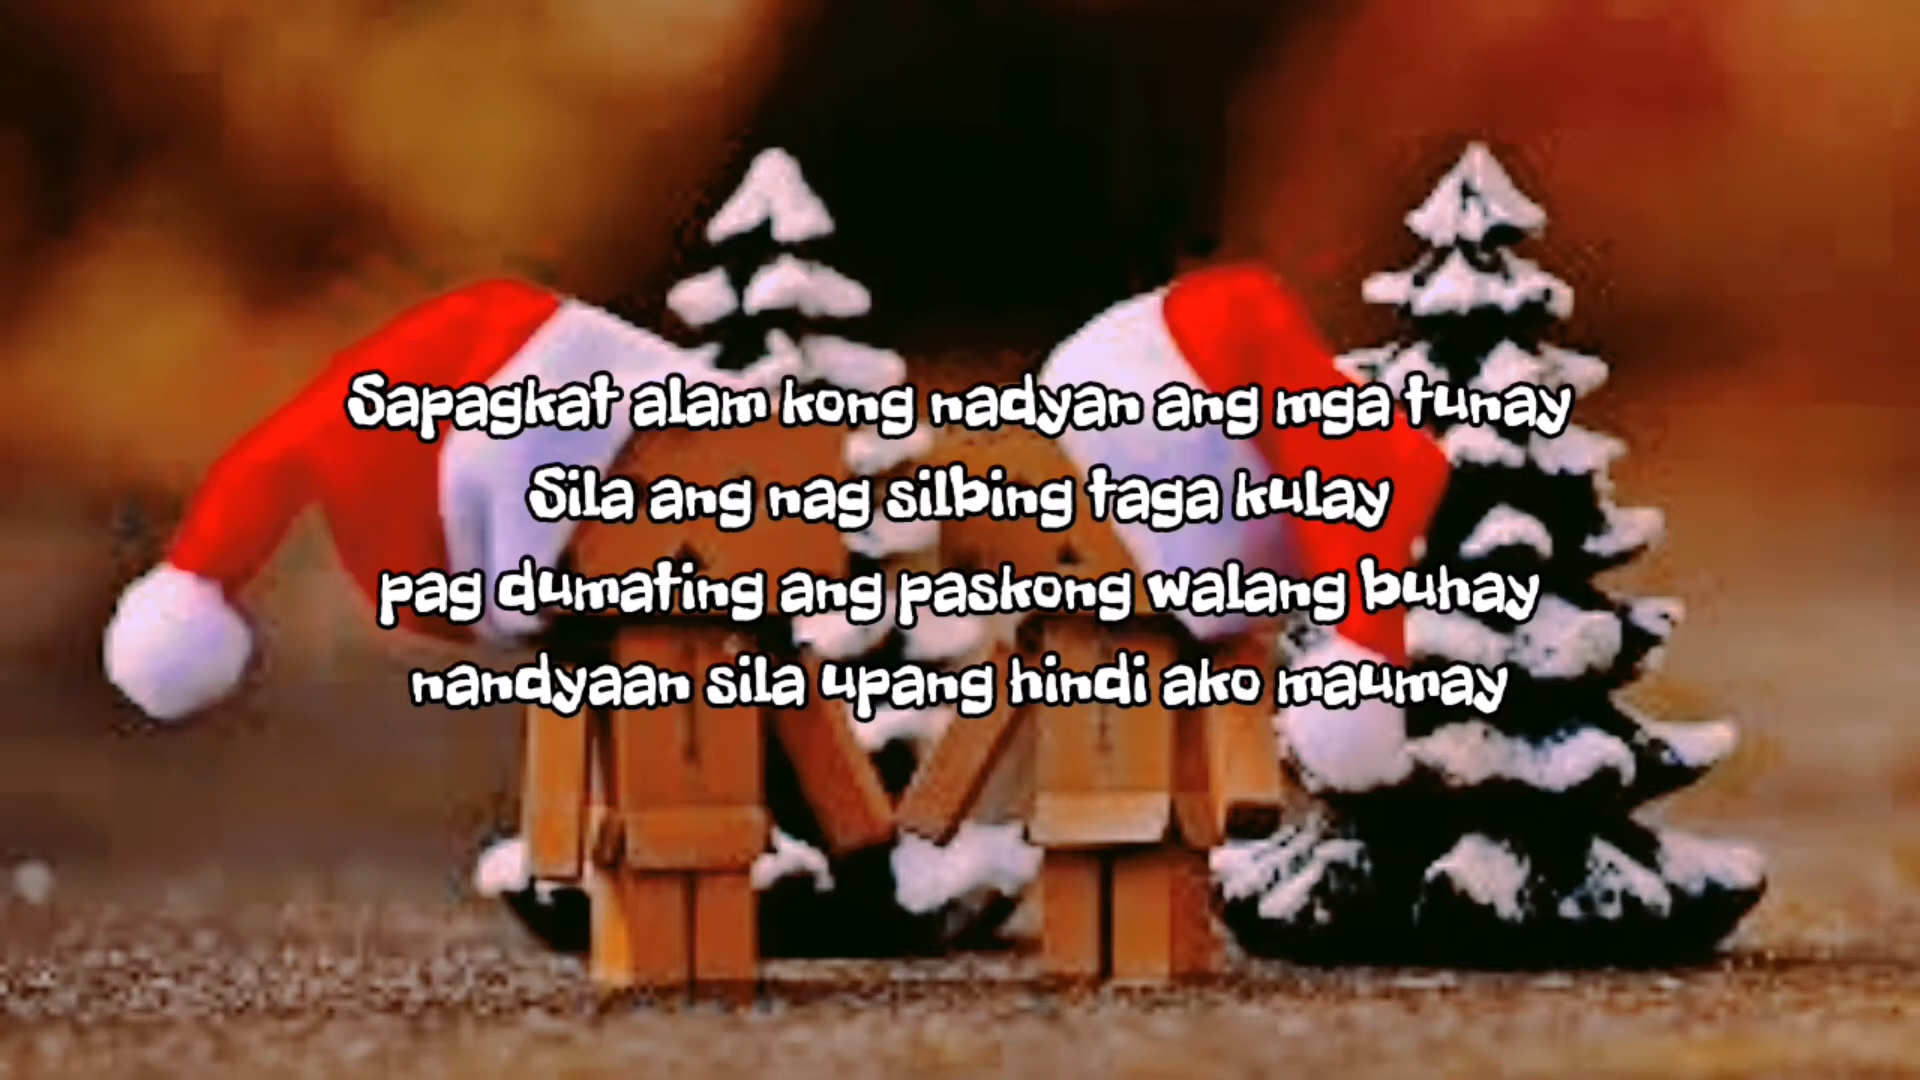 Sapagkat alam kong nadyan ang mga tunay
Sila ang nag silbing taga kulay
pag dumating ang paskong walang buhay
nandyaan sila upang hindi ako maumay